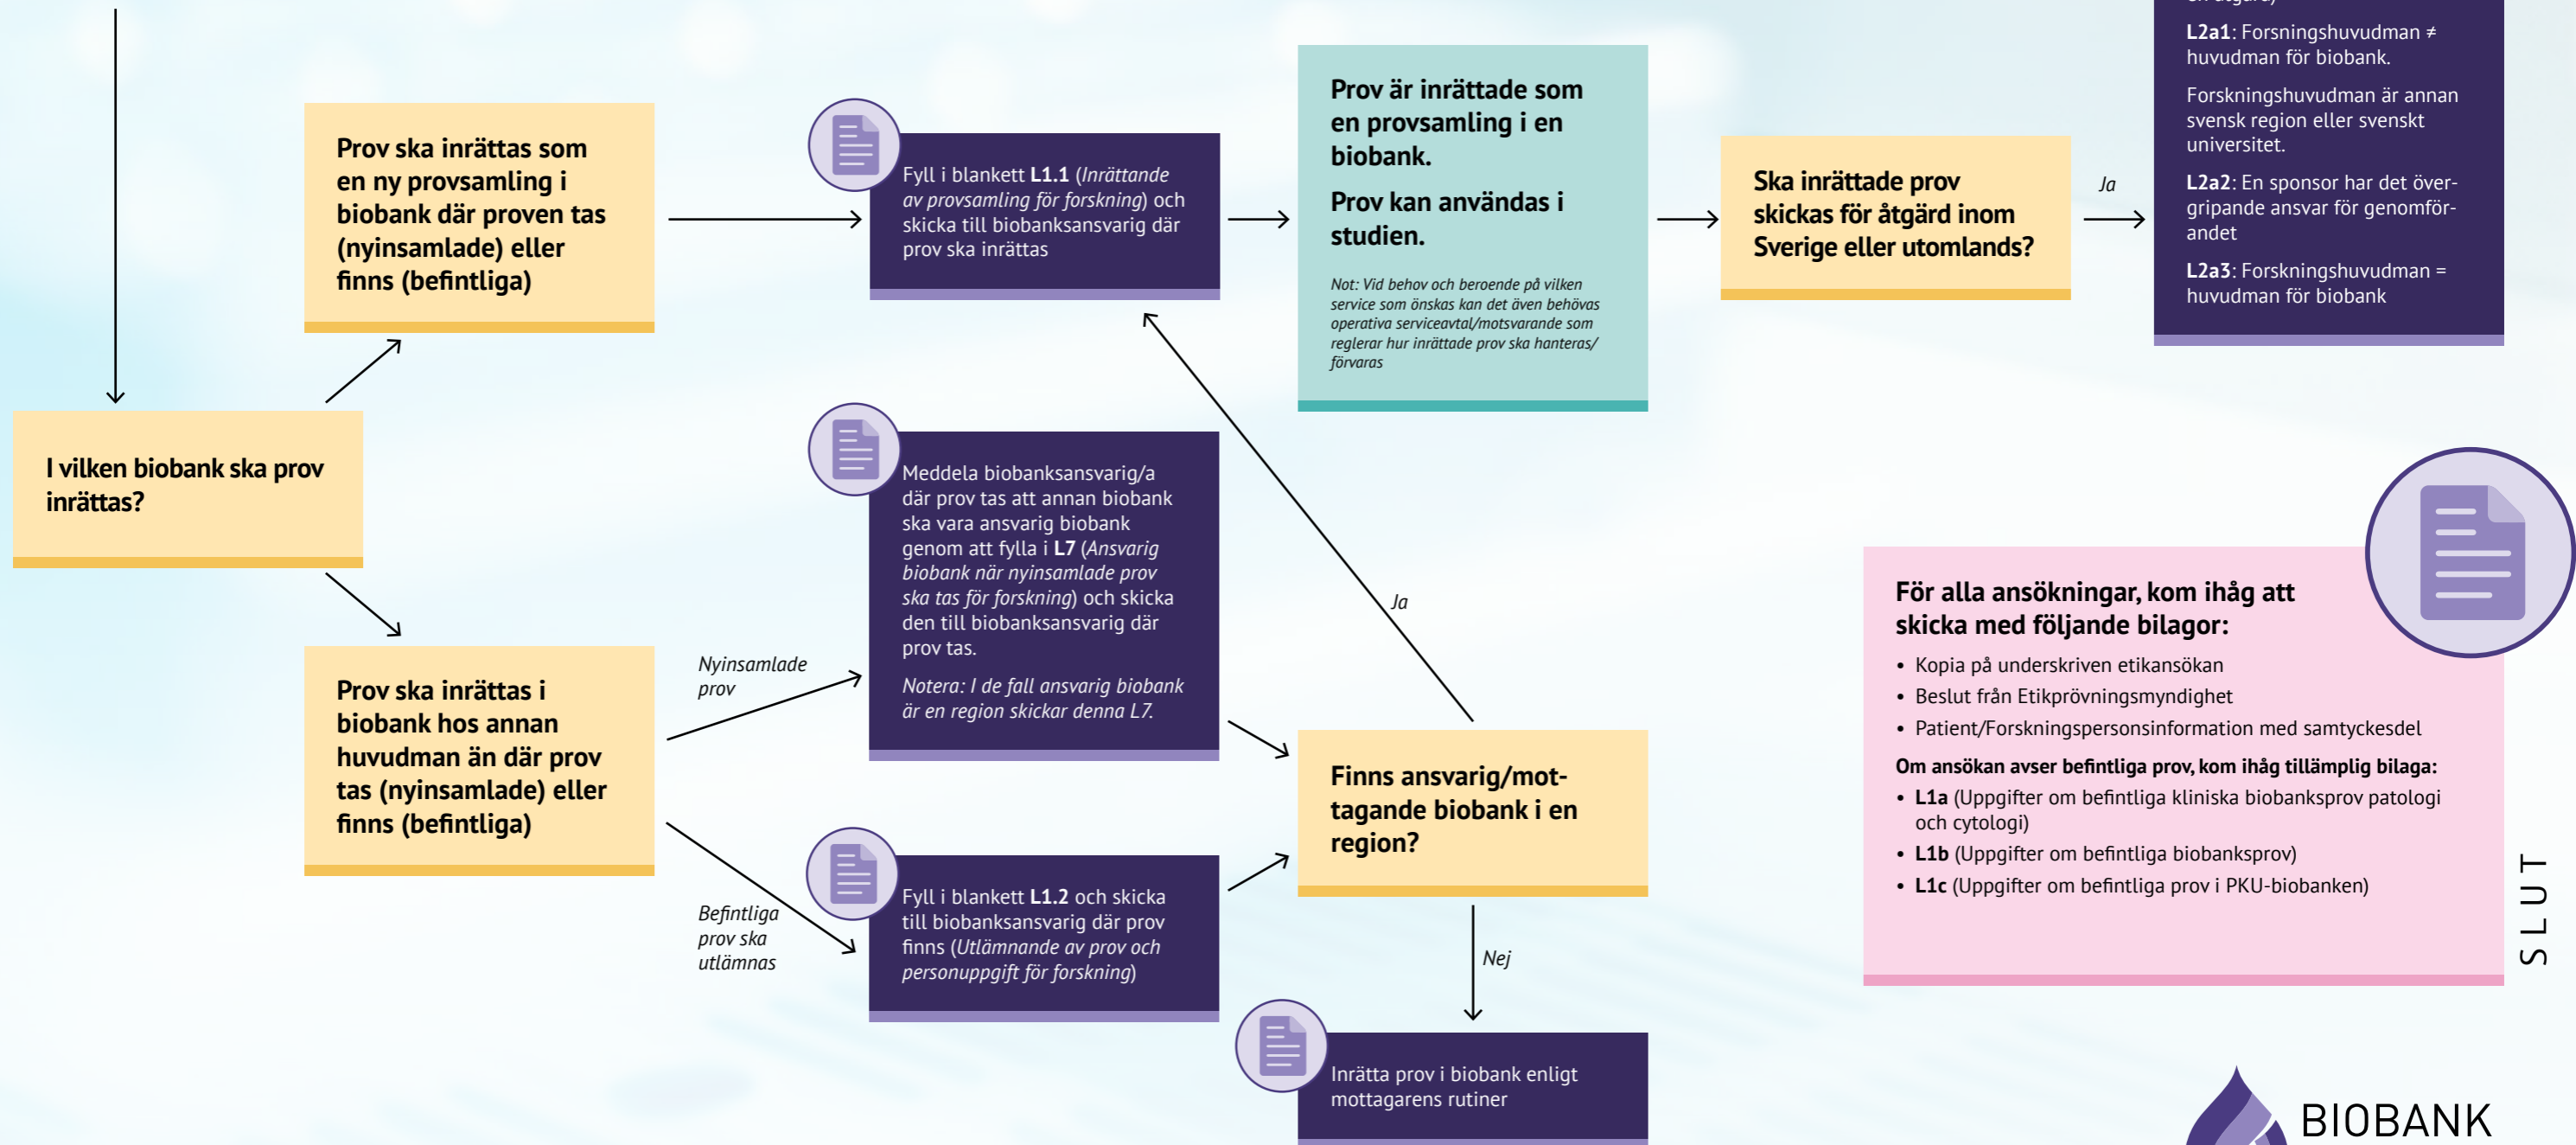 L2a1: Forsningshuvudman ≠
huvudman för biobank.
Forskningshuvudman är annan
svensk region eller svenskt
universitet.
L2a2: En sponsor har det över-
gripande ansvar för genomför-
andet
L2a3: Forskningshuvudman =
huvudman för biobank
Prov ska inrättas som
en ny provsamling i
biobank där proven tas
(nyinsamlade) eller
finns (befintliga)
Fyll i blankett L1.1 (Inrättande
av provsamling för forskning) och
skicka till biobanksansvarig där
prov ska inrättas
Prov är inrättade som
en provsamling i en
biobank.
Prov kan användas i
studien.
Not: Vid behov och beroende på vilken
service som önskas kan det även behövas
operativa serviceavtal/motsvarande som
reglerar hur inrättade prov ska hanteras/
förvaras
Ska inrättade prov
skickas för åtgärd inom
Sverige eller utomlands?
Ja
I vilken biobank ska prov
inrättas?
Prov ska inrättas i
biobank hos annan
huvudman än där prov
tas (nyinsamlade) eller
finns (befintliga)
Nyinsamlade
prov
Meddela biobanksansvarig/a
där prov tas att annan biobank
ska vara ansvarig biobank
genom att fylla i L7 (Ansvarig
biobank när nyinsamlade prov
ska tas för forskning) och skicka
den till biobanksansvarig där
prov tas.
Notera: I de fall ansvarig biobank
är en region skickar denna L7.
Befintliga
prov ska
utlämnas
Fyll i blankett L1.2 och skicka
till biobanksansvarig där prov
finns (Utlämnande av prov och
personuppgift för forskning)
Ja
Finns ansvarig/mot-
tagande biobank i en
region?
Nej
Inrätta prov i biobank enligt
mottagarens rutiner
För alla ansökningar, kom ihåg att
skicka med följande bilagor:
• Kopia på underskriven etikansökan
• Beslut från Etikprövningsmyndighet
• Patient/Forskningspersonsinformation med samtyckesdel
Om ansökan avser befintliga prov, kom ihåg tillämplig bilaga:
• L1a (Uppgifter om befintliga kliniska biobanksprov patologi
och cytologi)
• L1b (Uppgifter om befintliga biobanksprov)
• L1c (Uppgifter om befintliga prov i PKU-biobanken)
SLUT
BIOBANK